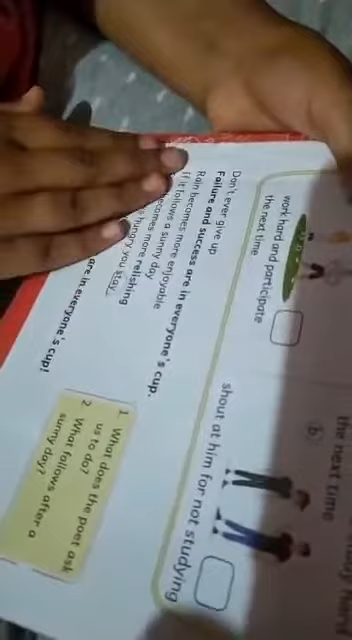 the next time
b
work hard and participate
the next time
shout at him for not studying
Don't ever give up
Failure and success are in everyone's cup.
Rain becomes more enjoyable
If it follows a sunny day
becomes more relishing
hungry you stay
are in everyone's cup!
1. What does the poet ask
us to do?
2. What follows after a
sunny day?